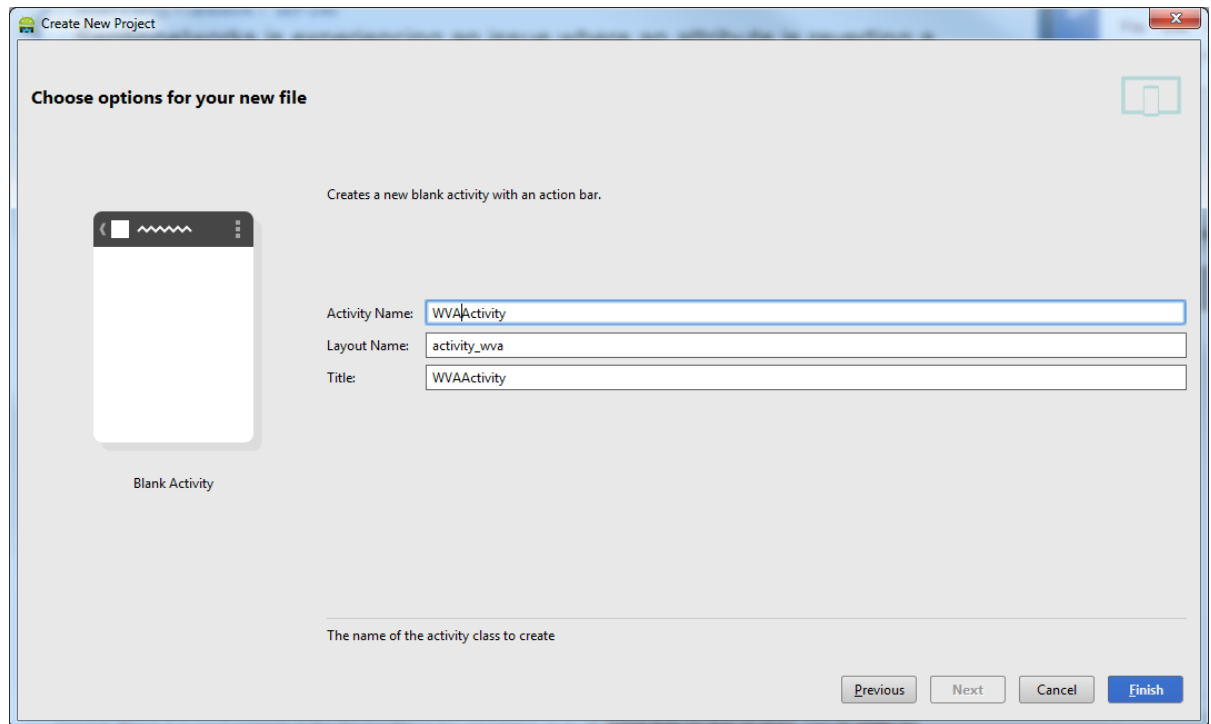 Create New Project
Choose options for your new file
Creates a new blank activity with an action bar.
Activity Name: WVAActivity
Layout Name: activity_wva
Title: WVAActivity
Blank Activity
The name of the activity class to create
Previous Next Cancel Finish